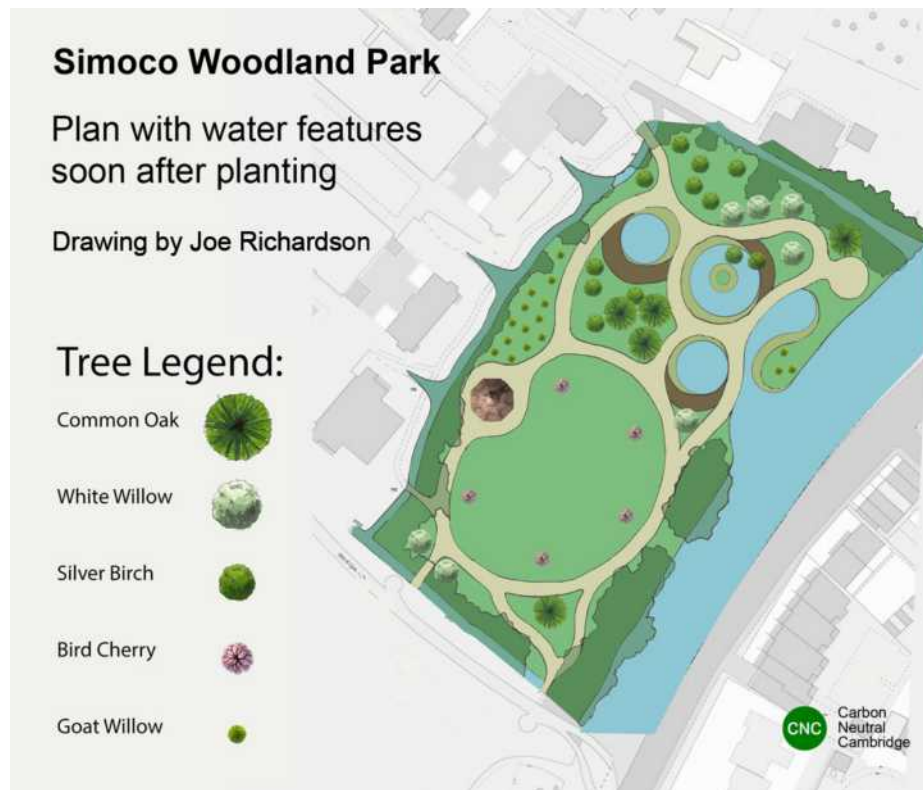 Simoco Woodland Park
Plan with water features
soon after planting
Drawing by Joe Richardson
Tree Legend:
Common Oak
White Willow
Silver Birch
Bird Cherry
Goat Willow
CNC
Carbon
Neutral
Cambridge